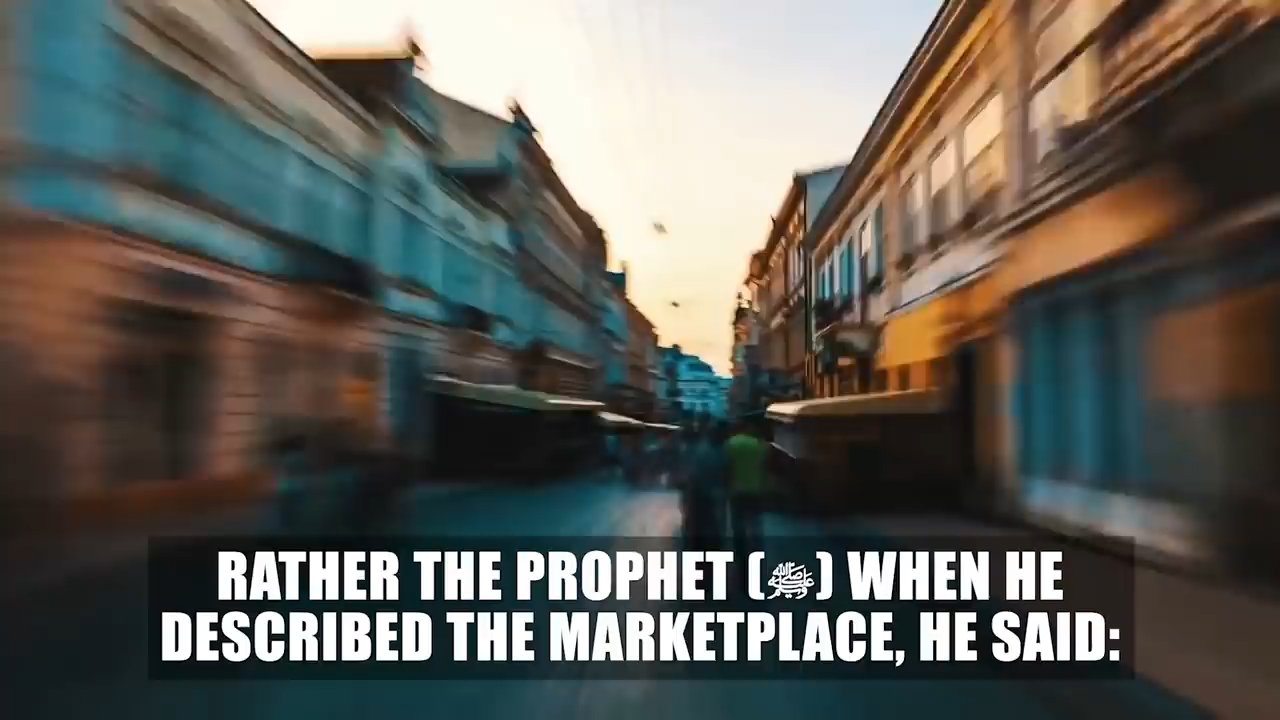 RATHER THE PROPHET (ﷺ) WHEN HE
DESCRIBED THE MARKETPLACE, HE SAID: